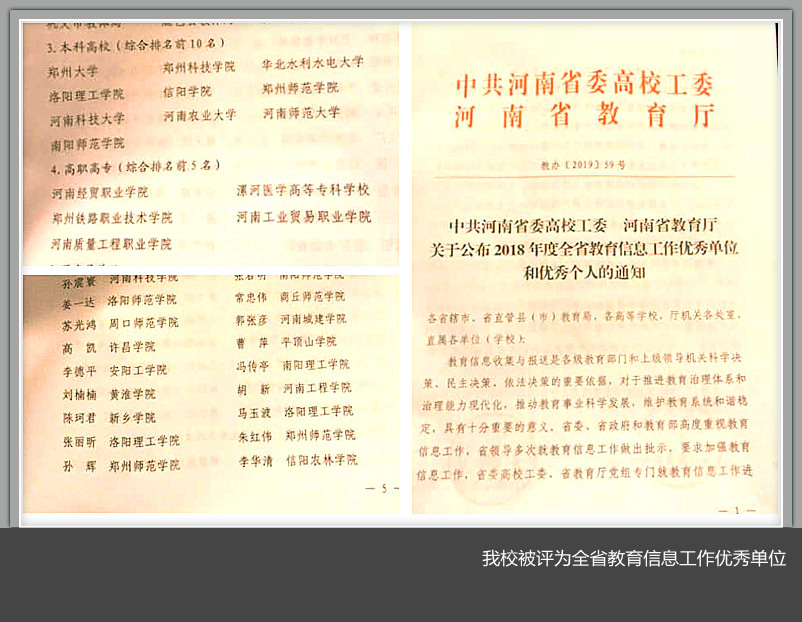 3.本科高校（综合排名前10名）
郑州大学 郑州科技学院 华北水利水电大学
洛阳理工学院 信阳学院 郑州师范学院
河南科技大学 河南农业大学 河南师范大学
南阳师范学院
4.高职高专（综合排名前5名）
河南经贸职业学院 漯河医学高等专科学校
郑州铁路职业技术学院 河南工业贸易职业学院
河南质量工程职业学院
孙震寰 河南科技学院 南阳师范学院
姜一达 洛阳师范学院 常忠伟 商丘师范学院
苏光鸿 周口师范学院 郭张彦 河南城建学院
高 凯 许昌学院 曹 萍 平顶山学院
李德平 安阳工学院 冯传亭 南阳理工学院
刘楠楠 黄淮学院 胡 新 河南工程学院
陈珂君 新乡学院 马玉波 洛阳理工学院
张丽昕 洛阳理工学院 朱红伟 郑州师范学院
孙 辉 郑州师范学院 李华清 信阳农林学院
— 5 —
中共河南省委高校工委
河南省教育厅
教办〔2019〕59号
中共河南省委高校工委 河南省教育厅
关于公布2018年度全省教育信息工作优秀单位
和优秀个人的通知
各省辖市、省直管县（市）教育局，各高等学校，厅机关各处室、
直属各单位（学校）：
教育信息收集与报送是各级教育部门和上级领导机关科学决
策、民主决策、依法决策的重要依据，对于推进教育治理体系和
治理能力现代化，推动教育事业科学发展，维护教育系统和谐稳
定，具有十分重要的意义。省委、省政府和教育部高度重视教育
信息工作，省领导多次就教育信息工作做出批示，要求加强教育
信息工作，省委高校工委、省教育厅党组专门就教育信息工作进
— 1 —
我校被评为全省教育信息工作优秀单位